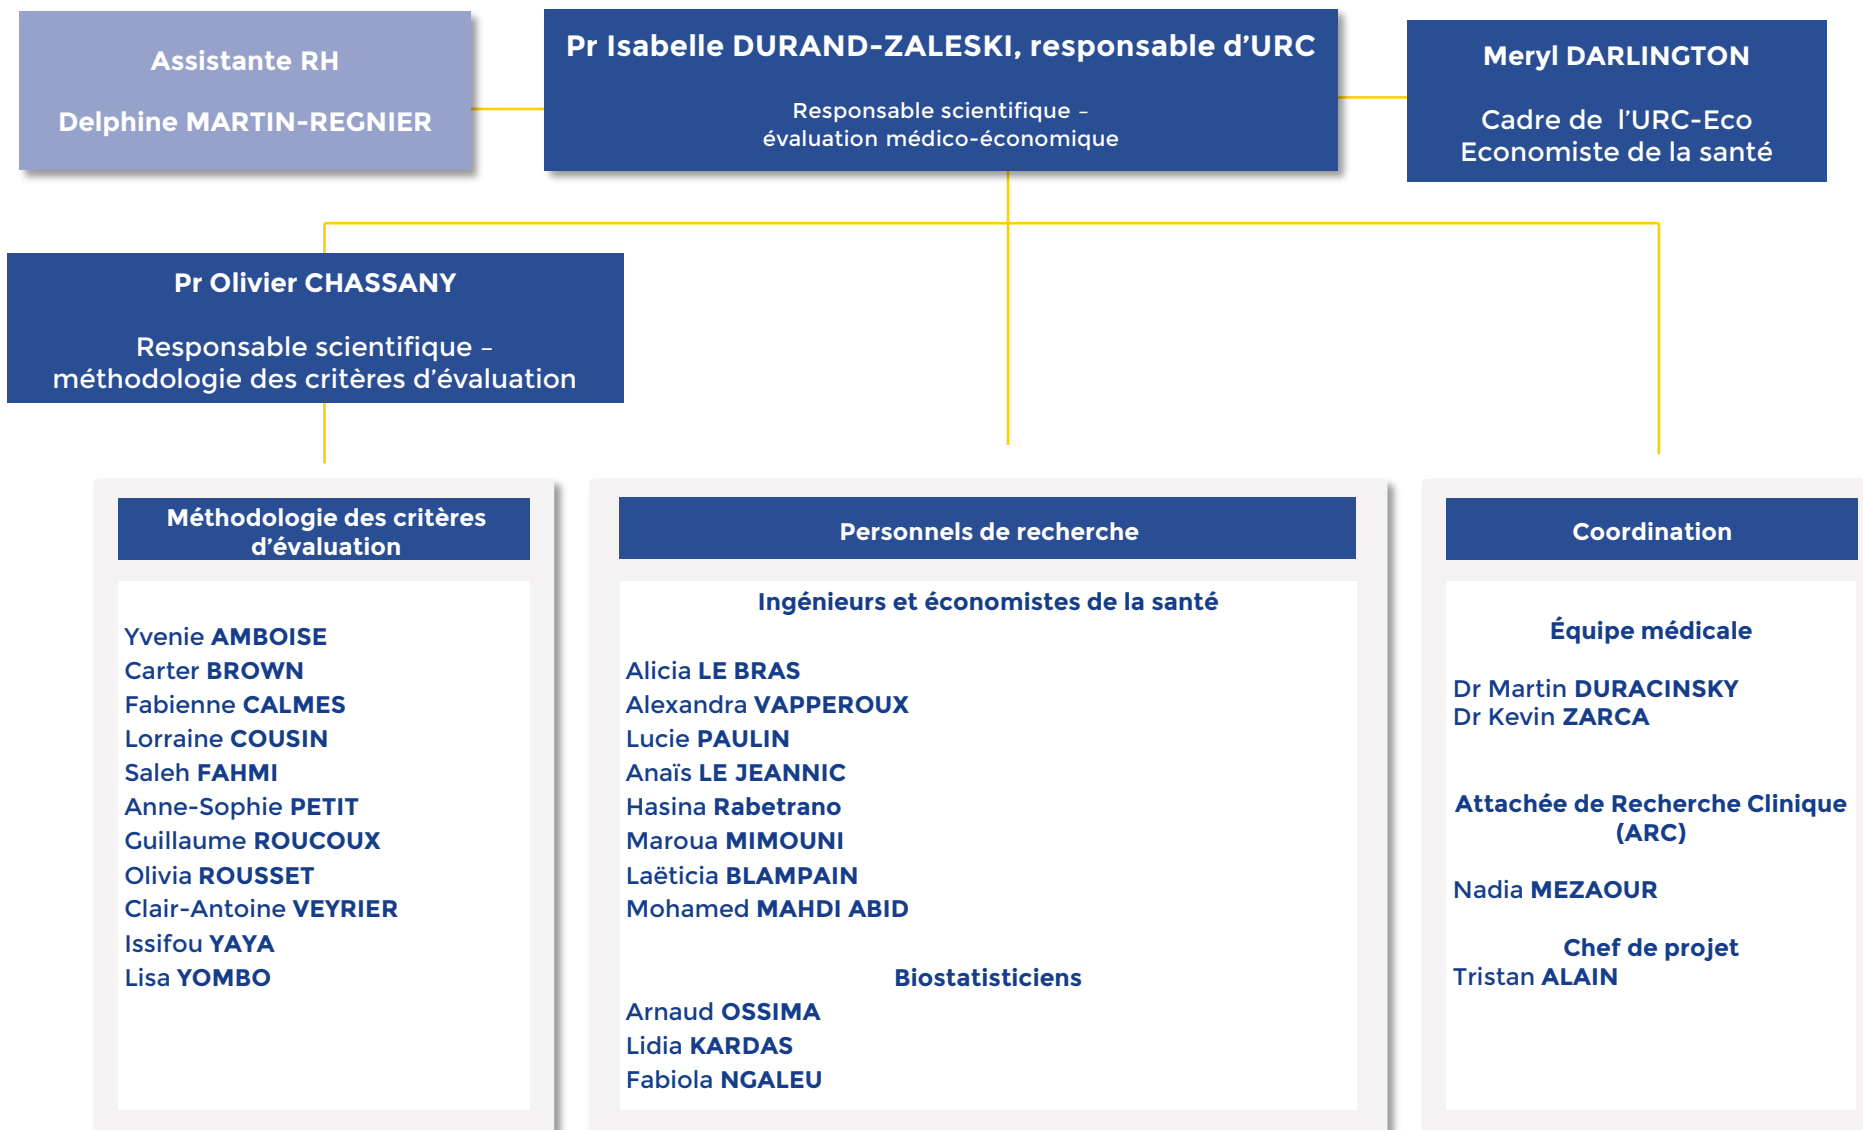 Assistante RH
Delphine MARTIN-REGNIER
Pr Isabelle DURAND-ZALESKI, responsable d’URC
Responsable scientifique –
évaluation médico-économique
Meryl DARLINGTON
Cadre de l’URC-Eco
Economiste de la santé
Pr Olivier CHASSANY
Responsable scientifique –
méthodologie des critères d’évaluation
Méthodologie des critères
d’évaluation
Yvenie AMBOISE
Carter BROWN
Fabienne CALMES
Lorraine COUSIN
Saleh FAHMI
Anne-Sophie PETIT
Guillaume ROUCOUX
Olivia ROUSSET
Clair-Antoine VEYRIER
Issifou YAYA
Lisa YOMBO
Personnels de recherche
Ingénieurs et économistes de la santé
Alicia LE BRAS
Alexandra VAPPEROUX
Lucie PAULIN
Anaïs LE JEANNIC
Hasina Rabetrano
Maroua MIMOUNI
Laëticia BLAMPAIN
Mohamed MAHDI ABID
Biostatisticiens
Arnaud OSSIMA
Lidia KARDAS
Fabiola NGALEU
Coordination
Équipe médicale
Dr Martin DURACINSKY
Dr Kevin ZARCA
Attachée de Recherche Clinique
(ARC)
Nadia MEZAOUR
Chef de projet
Tristan ALAIN